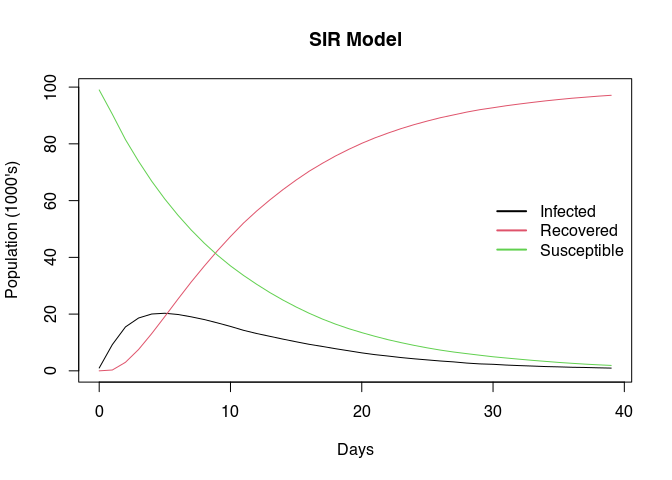 SIR Model
Population (1000's)
100
80
60
40
20
0
Infected
Recovered
Susceptible
0 10 20 30 40
Days